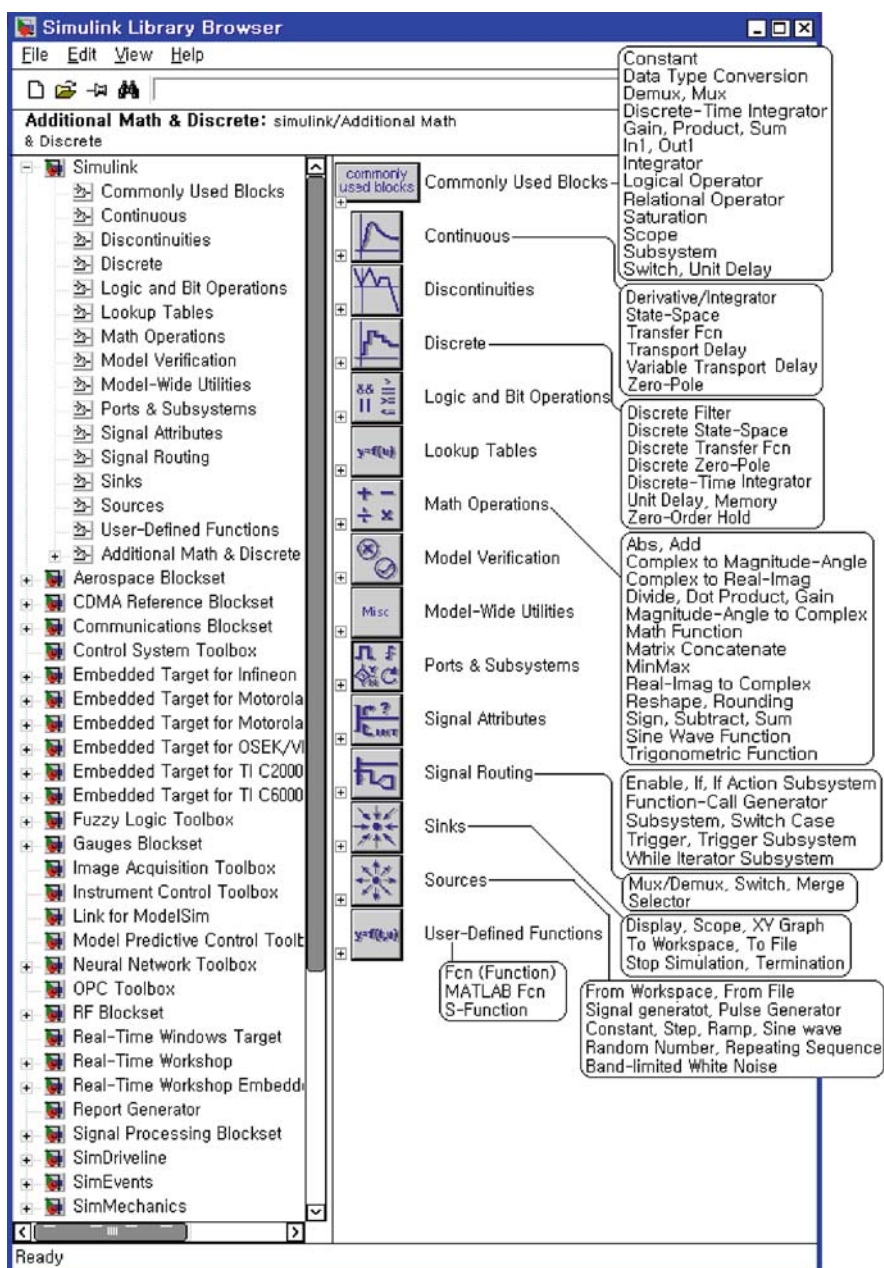 Simulink Library Browser
File Edit View Help
Additional Math & Discrete: simulink/Additional Math
& Discrete
Simulink
Commonly Used Blocks
Continuous
Discontinuities
Discrete
Logic and Bit Operations
Lookup Tables
Math Operations
Model Verification
Model-Wide Utilities
Ports & Subsystems
Signal Attributes
Signal Routing
Sinks
Sources
User-Defined Functions
Additional Math & Discrete
Aerospace Blockset
CDMA Reference Blockset
Communications Blockset
Control System Toolbox
Embedded Target for Infineon
Embedded Target for Motorola
Embedded Target for Motorola
Embedded Target for OSEK/VI
Embedded Target for TI C2000
Embedded Target for TI C6000
Fuzzy Logic Toolbox
Gauges Blockset
Image Acquisition Toolbox
Instrument Control Toolbox
Link for ModelSim
Model Predictive Control Toolb
Neural Network Toolbox
OPC Toolbox
RF Blockset
Real-Time Windows Target
Real-Time Workshop
Real-Time Workshop Embedd
Report Generator
Signal Processing Blockset
SimDriveline
SimEvents
SimMechanics
Ready
commonly
used blocks
Commonly Used Blocks
Continuous
Discontinuities
Discrete
&& >
|| >=
<=
Logic and Bit Operations
y=f(u)
Lookup Tables
+ -
÷ ×
Math Operations
Model Verification
Misc
Model-Wide Utilities
Ports & Subsystems
Signal Attributes
Signal Routing
Sinks
Sources
y=f(t,u)
User-Defined Functions
Fcn (Function)
MATLAB Fcn
S-Function
Constant
Data Type Conversion
Demux, Mux
Discrete-Time Integrator
Gain, Product, Sum
In1, Out1
Integrator
Logical Operator
Relational Operator
Saturation
Scope
Subsystem
Switch, Unit Delay
Derivative/Integrator
State-Space
Transfer Fcn
Transport Delay
Variable Transport Delay
Zero-Pole
Discrete Filter
Discrete State-Space
Discrete Transfer Fcn
Discrete Zero-Pole
Discrete-Time Integrator
Unit Delay, Memory
Zero-Order Hold
Abs, Add
Complex to Magnitude-Angle
Complex to Real-Imag
Divide, Dot Product, Gain
Magnitude-Angle to Complex
Math Function
Matrix Concatenate
MinMax
Real-Imag to Complex
Reshape, Rounding
Sign, Subtract, Sum
Sine Wave Function
Trigonometric Function
Enable, If, If Action Subsystem
Function-Call Generator
Subsystem, Switch Case
Trigger, Trigger Subsystem
While Iterator Subsystem
Mux/Demux, Switch, Merge
Selector
Display, Scope, XY Graph
To Workspace, To File
Stop Simulation, Termination
From Workspace, From File
Signal generatot, Pulse Generator
Constant, Step, Ramp, Sine wave
Random Number, Repeating Sequence
Band-limited White Noise